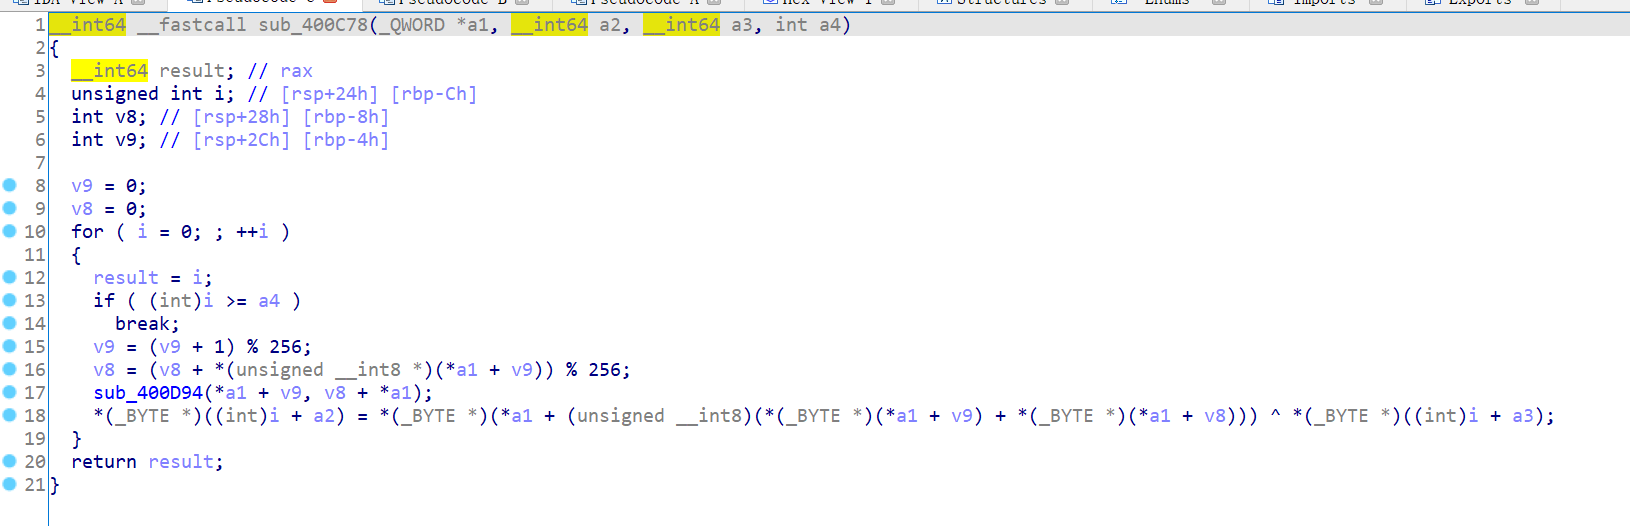 IDA View-A Pseudocode-C Pseudocode-B Pseudocode-A Hex View-1 Structures Enums Imports Exports
1 __int64 __fastcall sub_400C78(_QWORD *a1, __int64 a2, __int64 a3, int a4)
2 {
3 __int64 result; // rax
4 unsigned int i; // [rsp+24h] [rbp-Ch]
5 int v8; // [rsp+28h] [rbp-8h]
6 int v9; // [rsp+2Ch] [rbp-4h]
7
8 v9 = 0;
9 v8 = 0;
10 for ( i = 0; ; ++i )
11 {
12 result = i;
13 if ( (int)i >= a4 )
14 break;
15 v9 = (v9 + 1) % 256;
16 v8 = (v8 + *(unsigned __int8 *)(*a1 + v9)) % 256;
17 sub_400D94(*a1 + v9, v8 + *a1);
18 *(_BYTE *)((int)i + a2) = *(_BYTE *)(*a1 + (unsigned __int8)(*(_BYTE *)(*a1 + v9) + *(_BYTE *)(*a1 + v8))) ^ *(_BYTE *)((int)i + a3);
19 }
20 return result;
21 }